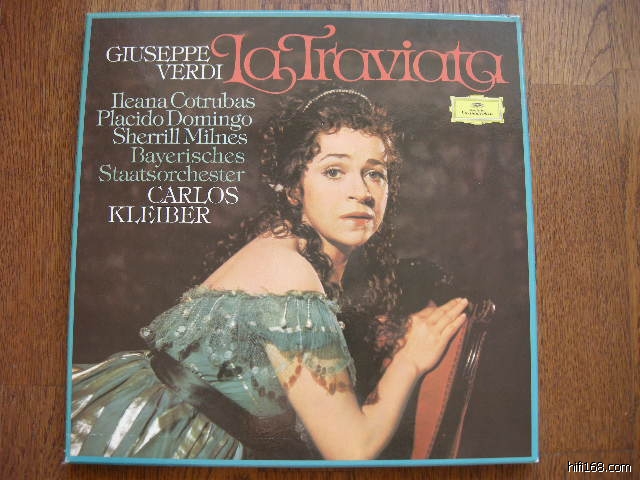 GIUSEPPE
VERDI
La Traviata
Ileana Cotrubas
Placido Domingo
Sherrill Milnes
Bayerisches
Staatsorchester
CARLOS
KLEIBER
hifi168.com